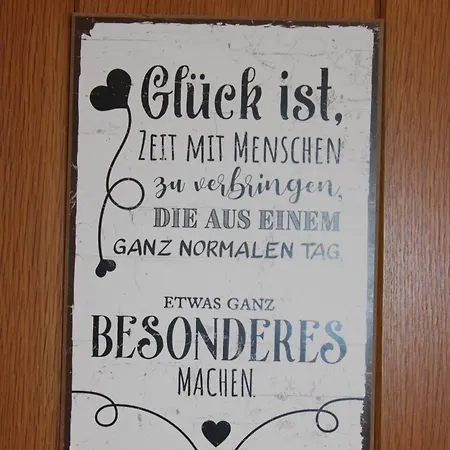 Glück ist,
ZEIT MIT MENSCHEN
zu verbringen,
DIE AUS EINEM
GANZ NORMALEN TAG
ETWAS GANZ
BESONDERES
MACHEN.